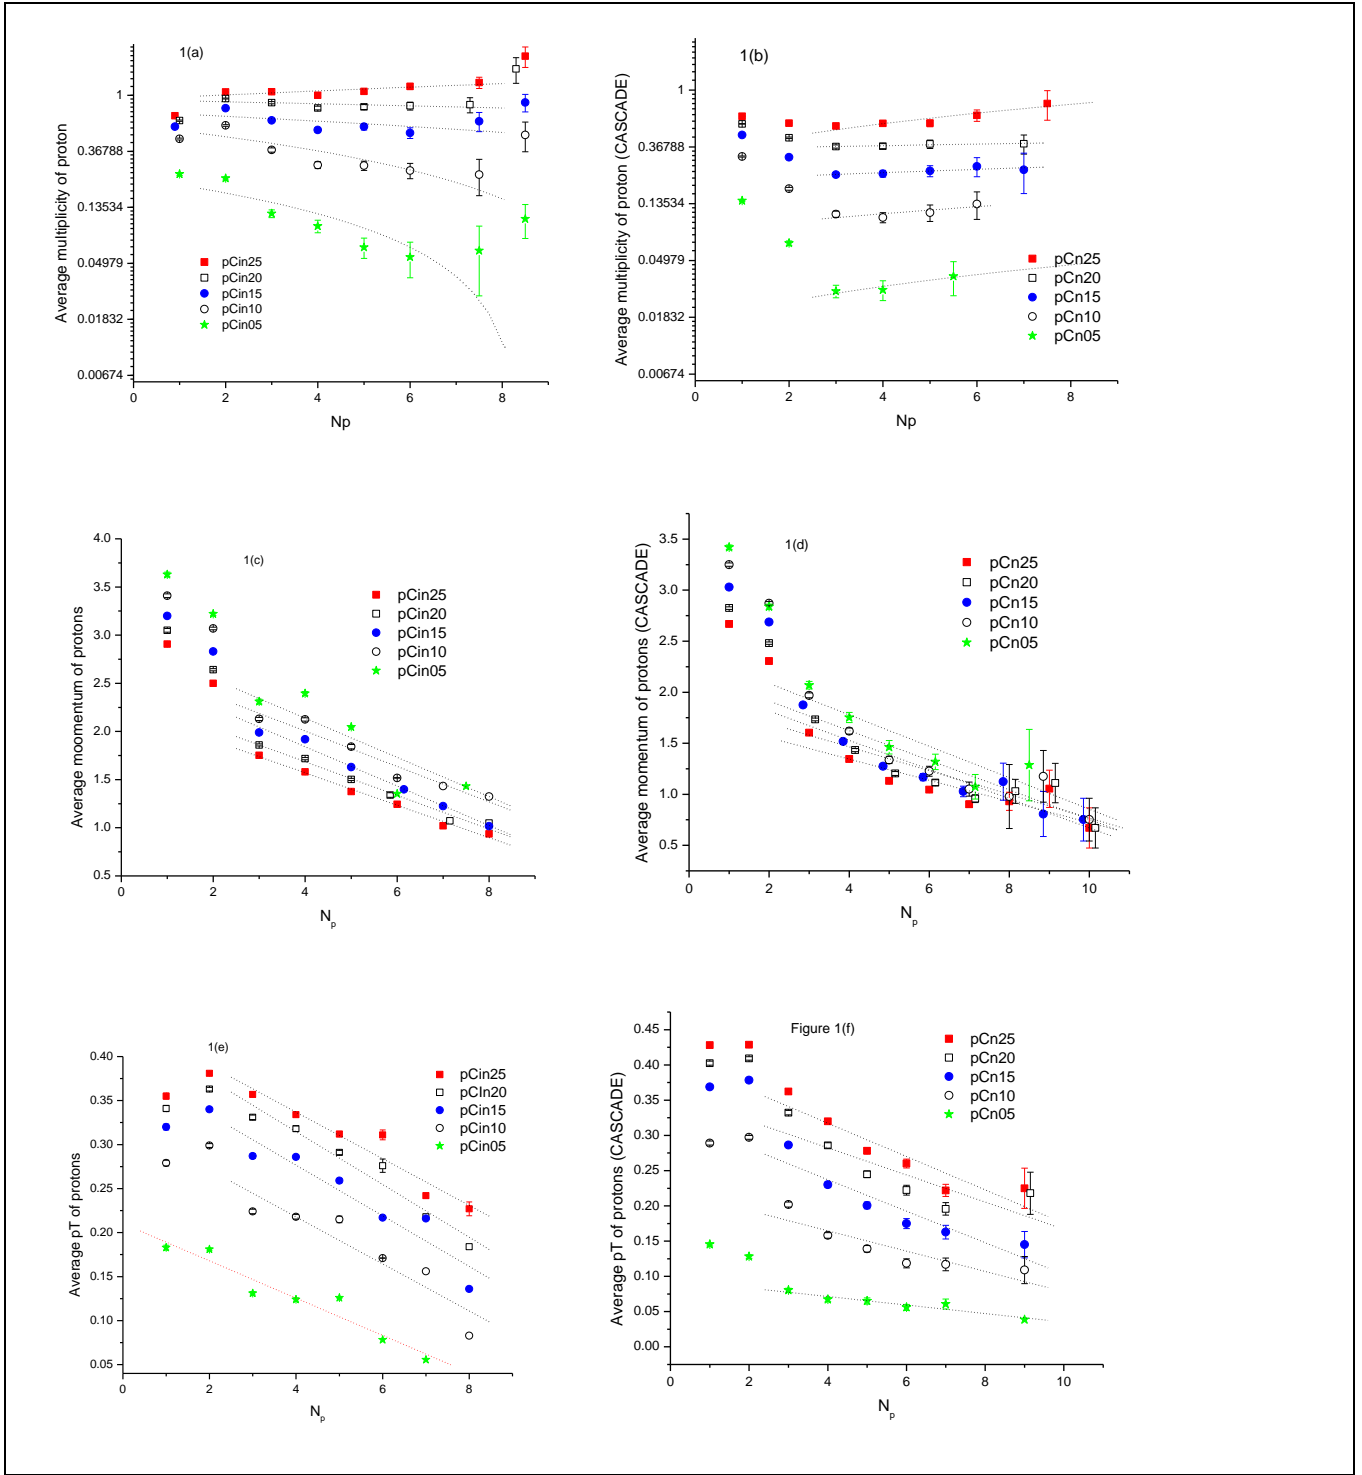 1(a)
Average multiplicity of proton
1
0.36788
0.13534
0.04979
0.01832
0.00674
pCin25
pCin20
pCin15
pCin10
pCin05
0 2 4 6 8
Np
1(b)
Average multiplicity of proton (CASCADE)
1
0.36788
0.13534
0.04979
0.01832
0.00674
pCn25
pCn20
pCn15
pCn10
pCn05
0 2 4 6 8
Np
1(c)
Average moomentum of protons
4.0
3.5
3.0
2.5
2.0
1.5
1.0
0.5
pCin25
pCin20
pCin15
pCin10
pCin05
0 2 4 6 8
Np
1(d)
Average momentum of protons (CASCADE)
3.5
3.0
2.5
2.0
1.5
1.0
0.5
pCn25
pCn20
pCn15
pCn10
pCn05
0 2 4 6 8 10
Np
1(e)
Average pT of protons
0.40
0.35
0.30
0.25
0.20
0.15
0.10
0.05
pCin25
pCIn20
pCin15
pCin10
pCin05
0 2 4 6 8
Np
Figure 1(f)
Average pT of protons (CASCADE)
0.45
0.40
0.35
0.30
0.25
0.20
0.15
0.10
0.05
0.00
pCn25
pCn20
pCn15
pCn10
pCn05
0 2 4 6 8 10
Np